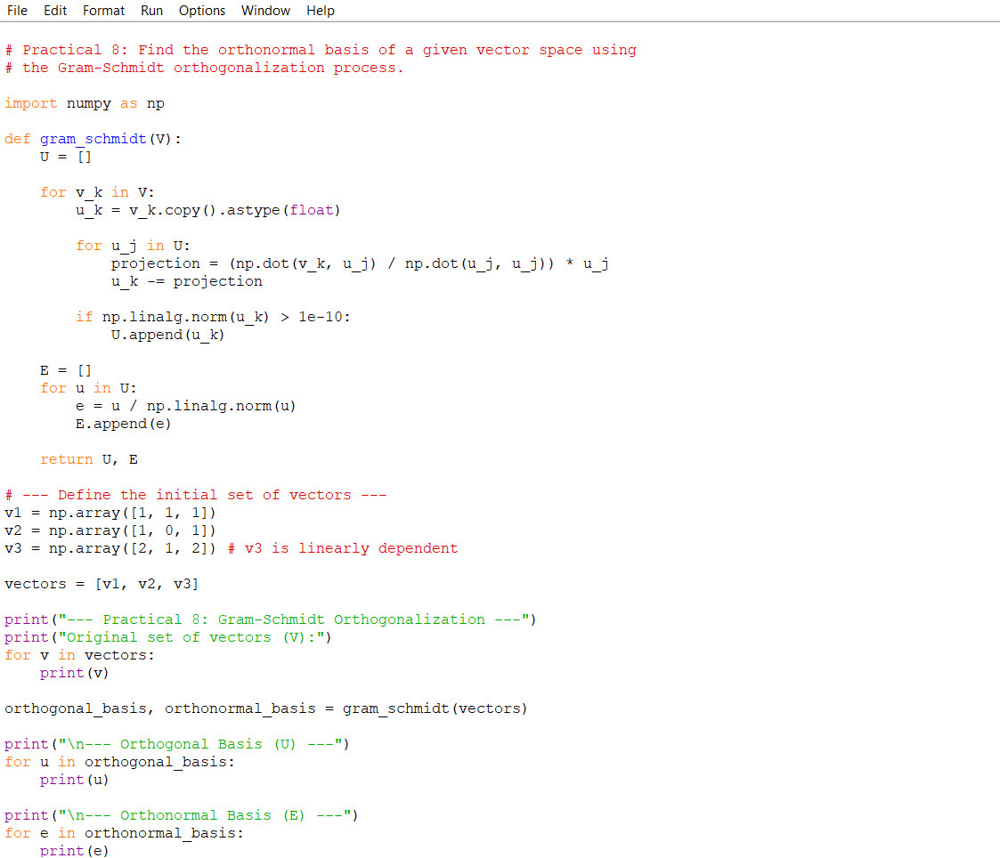 File Edit Format Run Options Window Help
# Practical 8: Find the orthonormal basis of a given vector space using
# the Gram-Schmidt orthogonalization process.
import numpy as np
def gram_schmidt(V):
    U = []
    for v_k in V:
        u_k = v_k.copy().astype(float)
        for u_j in U:
            projection = (np.dot(v_k, u_j) / np.dot(u_j, u_j)) * u_j
            u_k -= projection
        if np.linalg.norm(u_k) > 1e-10:
            U.append(u_k)
    E = []
    for u in U:
        e = u / np.linalg.norm(u)
        E.append(e)
    return U, E
# --- Define the initial set of vectors ---
v1 = np.array([1, 1, 1])
v2 = np.array([1, 0, 1])
v3 = np.array([2, 1, 2]) # v3 is linearly dependent
vectors = [v1, v2, v3]
print("--- Practical 8: Gram-Schmidt Orthogonalization ---")
print("Original set of vectors (V):")
for v in vectors:
    print(v)
orthogonal_basis, orthonormal_basis = gram_schmidt(vectors)
print("\n--- Orthogonal Basis (U) ---")
for u in orthogonal_basis:
    print(u)
print("\n--- Orthonormal Basis (E) ---")
for e in orthonormal_basis:
    print(e)